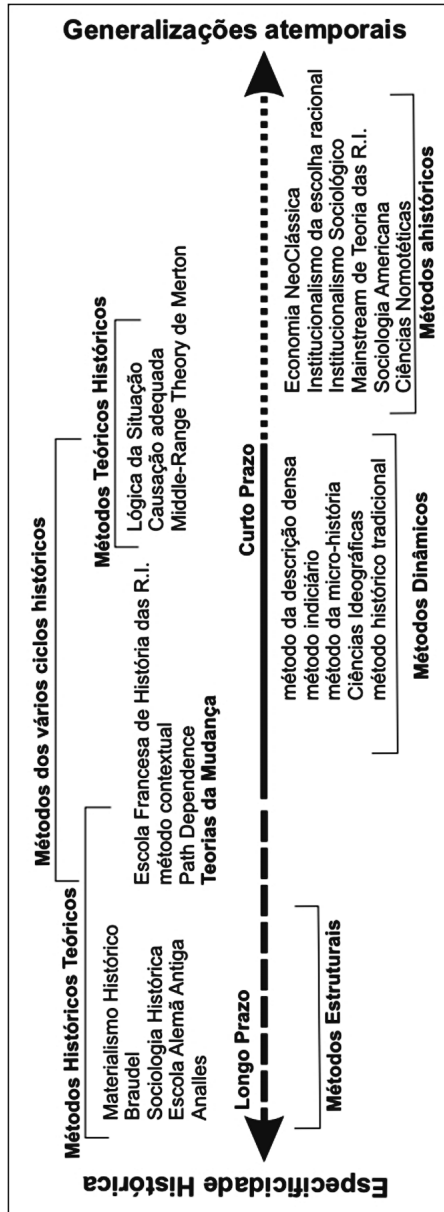 Generalizações atemporais
Especificidade Histórica
Métodos dos vários ciclos históricos
Métodos Históricos Teóricos
Materialismo Histórico
Braudel
Sociologia Histórica
Escola Alemã Antiga
Analles
Escola Francesa de História das R.I.
método contextual
Path Dependence
Teorias da Mudança
Métodos Teóricos Históricos
Lógica da Situação
Causação adequada
Middle-Range Theory de Merton
Longo Prazo
Curto Prazo
Métodos Estruturais
método da descrição densa
método indiciário
método da micro-história
Ciências Ideográficas
método histórico tradicional
Métodos Dinâmicos
Economia NeoClássica
Institucionalismo da escolha racional
Institucionalismo Sociológico
Mainstream de Teoria das R.I.
Sociologia Americana
Ciências Nomotéticas
Métodos ahistóricos